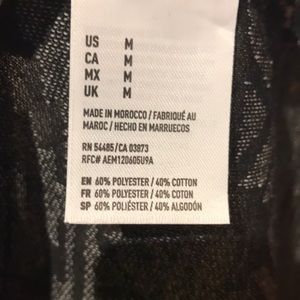 US M
CA M
MX M
UK M
MADE IN MOROCCO / FABRIQUÉ AU
MAROC / HECHO EN MARRUECOS
RN 54485/CA 03873
RFC# AEM120605U9A
EN 60% POLYESTER / 40% COTTON
FR 60% POLYESTER / 40% COTON
SP 60% POLIÉSTER / 40% ALGODÓN